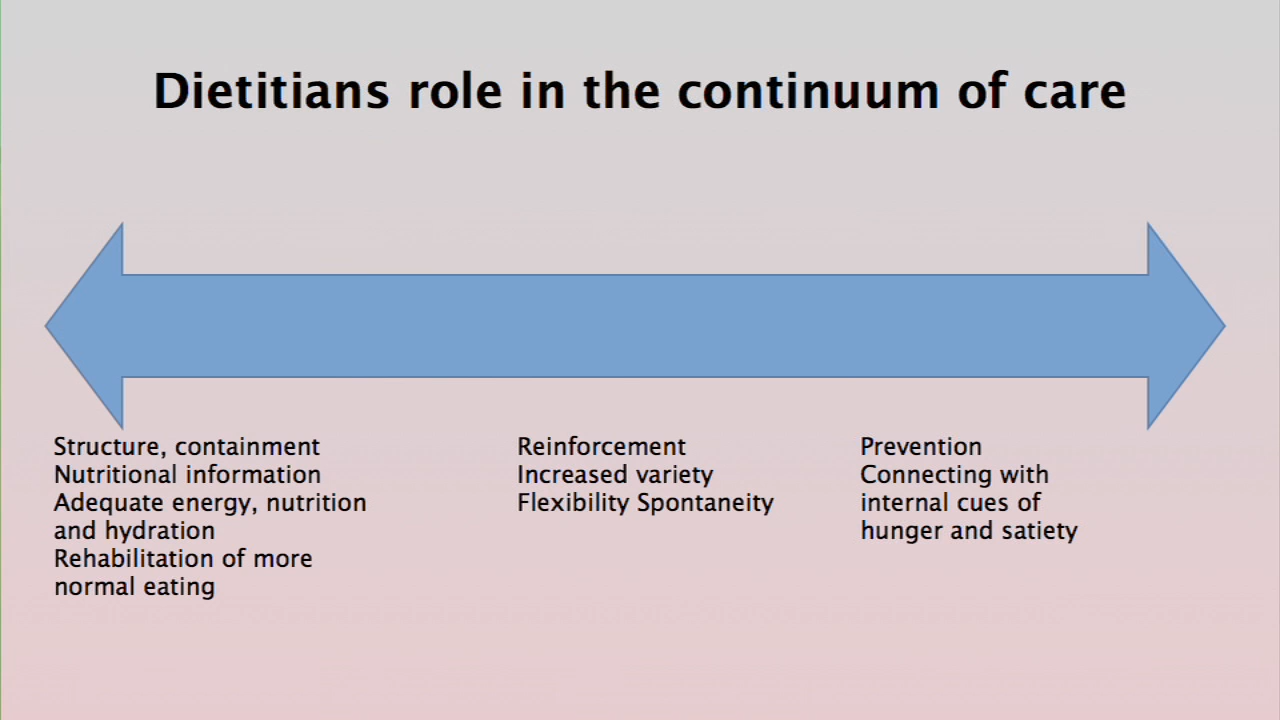 Dietitians role in the continuum of care
Structure, containment
Nutritional information
Adequate energy, nutrition
and hydration
Rehabilitation of more
normal eating
Reinforcement
Increased variety
Flexibility Spontaneity
Prevention
Connecting with
internal cues of
hunger and satiety